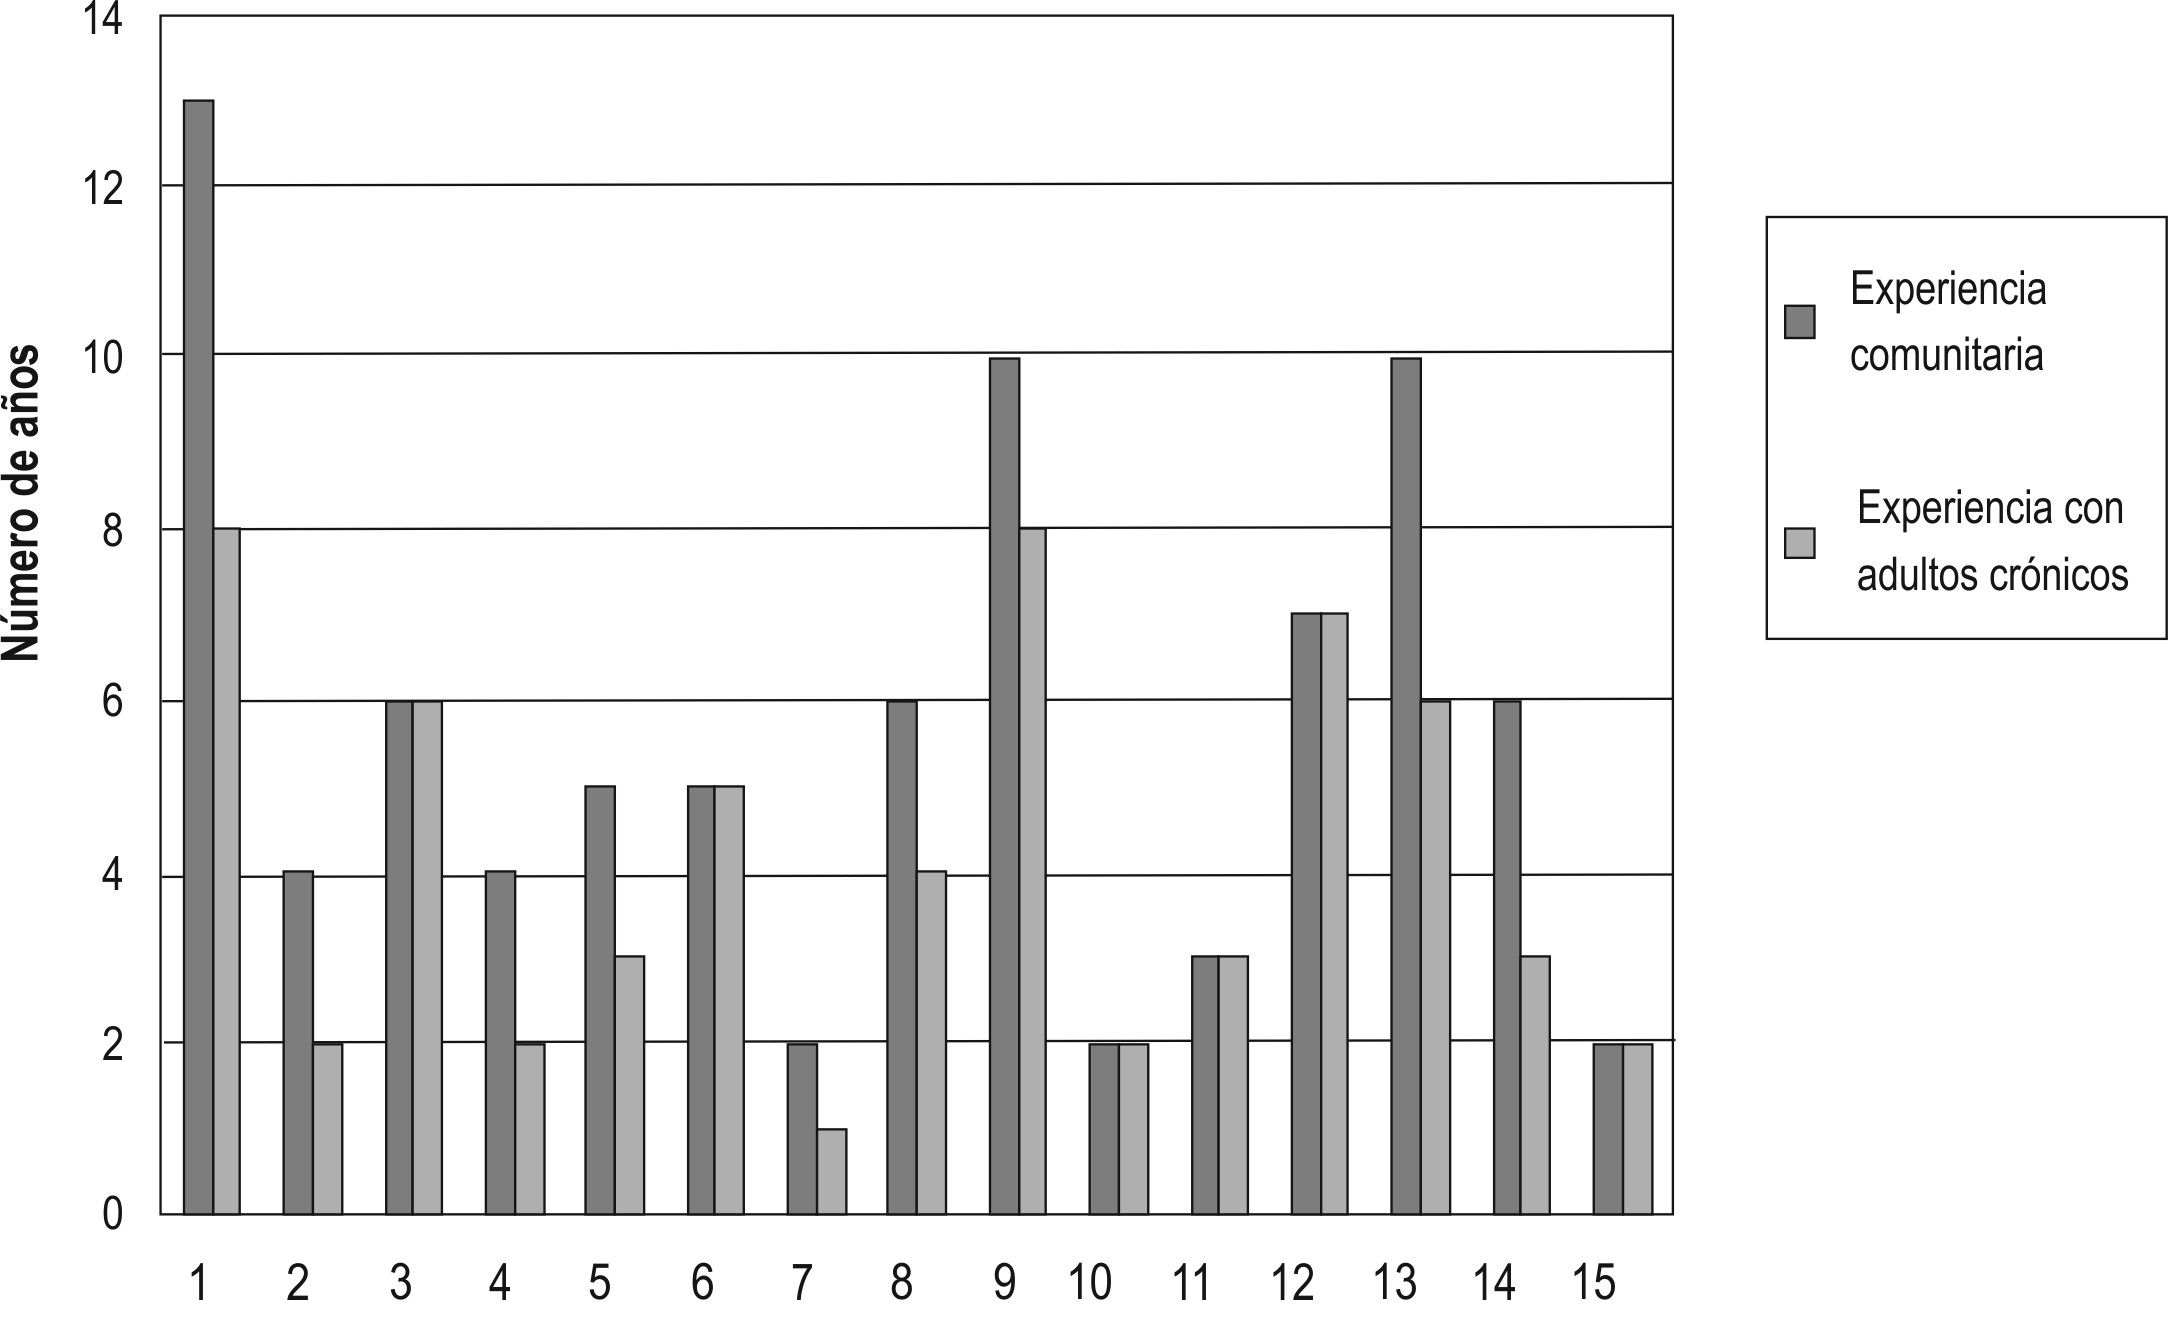 Número de años
14
12
10
8
6
4
2
0
1 2 3 4 5 6 7 8 9 10 11 12 13 14 15
Experiencia
comunitaria
Experiencia con
adultos crónicos